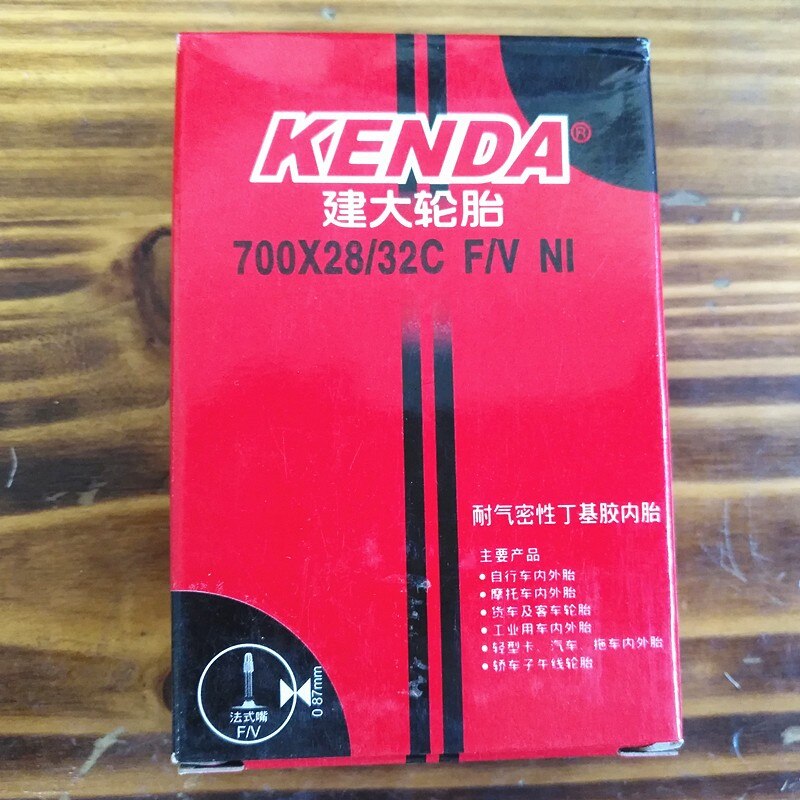 KENDA®
建大轮胎
700X28/32C F/V NI
耐气密性丁基胶内胎
主要产品
• 自行车内外胎
• 摩托车内外胎
• 货车及客车轮胎
• 工业用车内外胎
• 轻型卡、汽车、拖车内外胎
• 轿车子午线轮胎
法式嘴
F/V
0.87mm